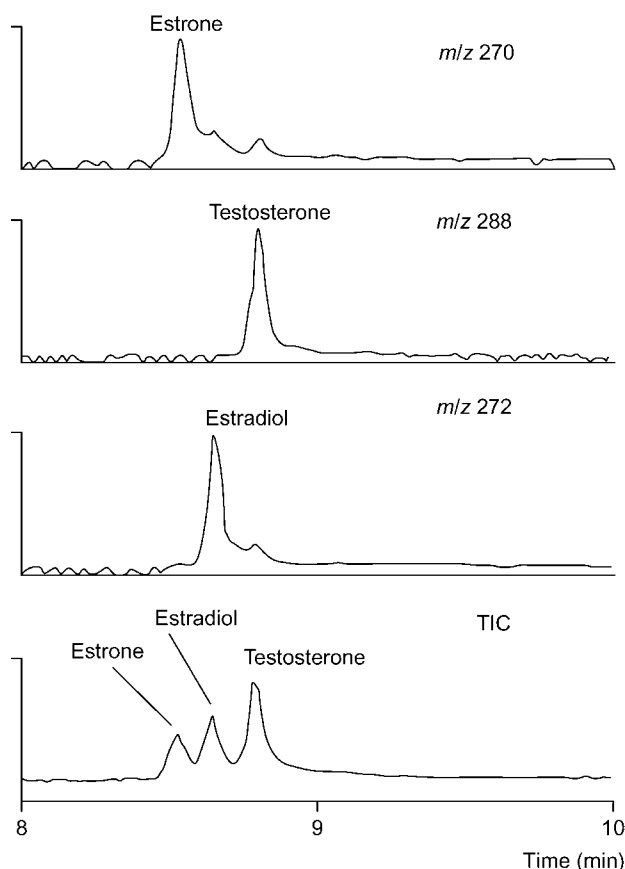 Estrone
m/z 270
Testosterone
m/z 288
m/z 272
Estradiol
TIC
Estradiol
Estrone
Testosterone
8
9
10
Time (min)